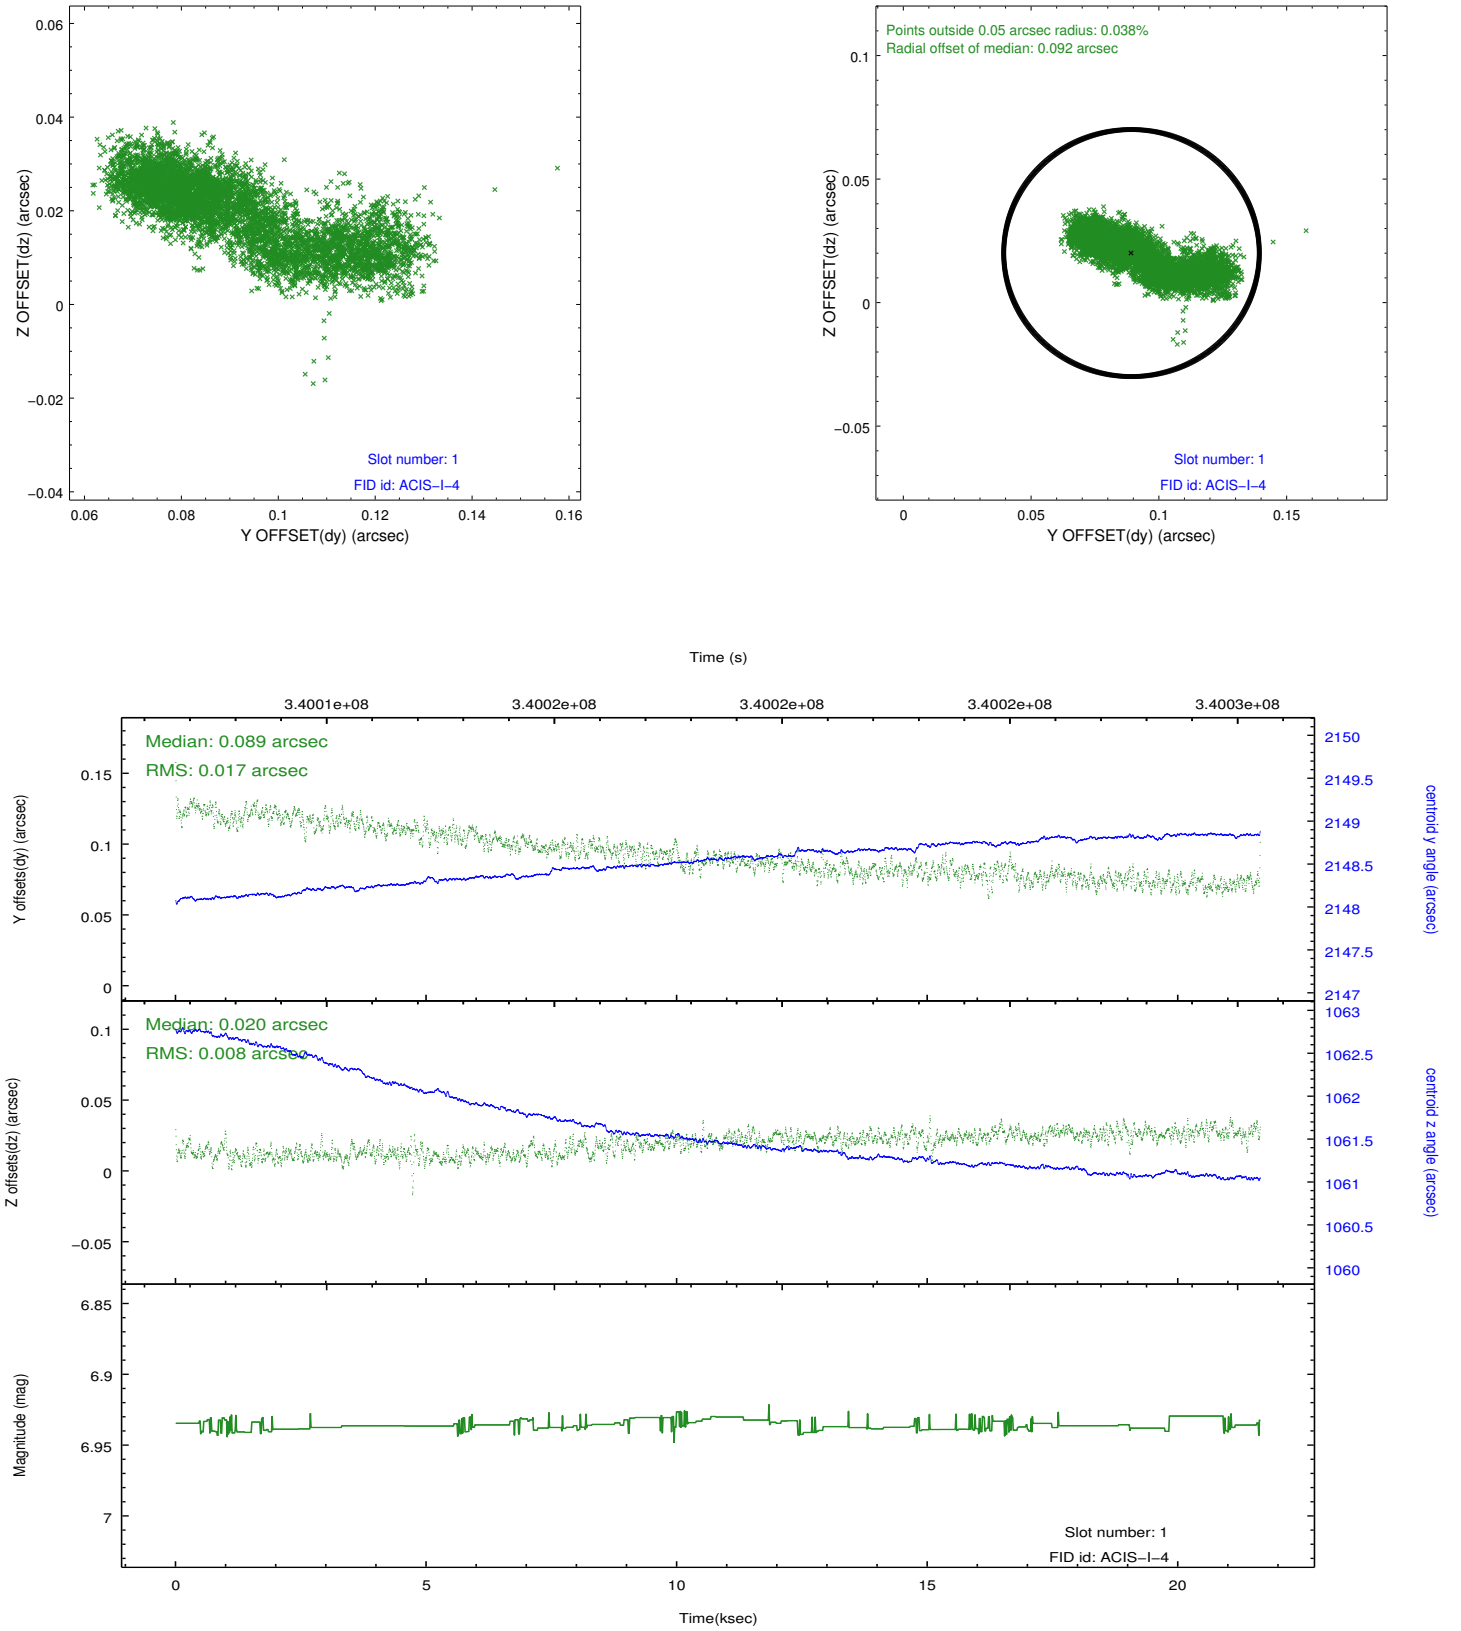 0.06
0.04
0.02
0
−0.02
−0.04
Z OFFSET(dz) (arcsec)
Slot number: 1
FID id: ACIS−I−4
0.06
0.08
0.1
0.12
0.14
0.16
Y OFFSET(dy) (arcsec)
Points outside 0.05 arcsec radius: 0.038%
Radial offset of median: 0.092 arcsec
0.1
0.05
0
−0.05
Z OFFSET(dz) (arcsec)
Slot number: 1
FID id: ACIS−I−4
0
0.05
0.1
0.15
Y OFFSET(dy) (arcsec)
Time (s)
3.4001e+08
3.4002e+08
3.4002e+08
3.4002e+08
3.4003e+08
Median: 0.089 arcsec
RMS: 0.017 arcsec
0.15
0.1
0.05
0
Y offsets(dy) (arcsec)
2150
2149.5
2149
2148.5
2148
2147.5
2147
centroid y angle (arcsec)
Median: 0.020 arcsec
RMS: 0.008 arcsec
0.1
0.05
0
−0.05
Z offsets(dz) (arcsec)
1063
1062.5
1062
1061.5
1061
1060.5
1060
centroid z angle (arcsec)
6.85
6.9
6.95
7
Magnitude (mag)
Slot number: 1
FID id: ACIS−I−4
0
5
10
15
20
Time(ksec)